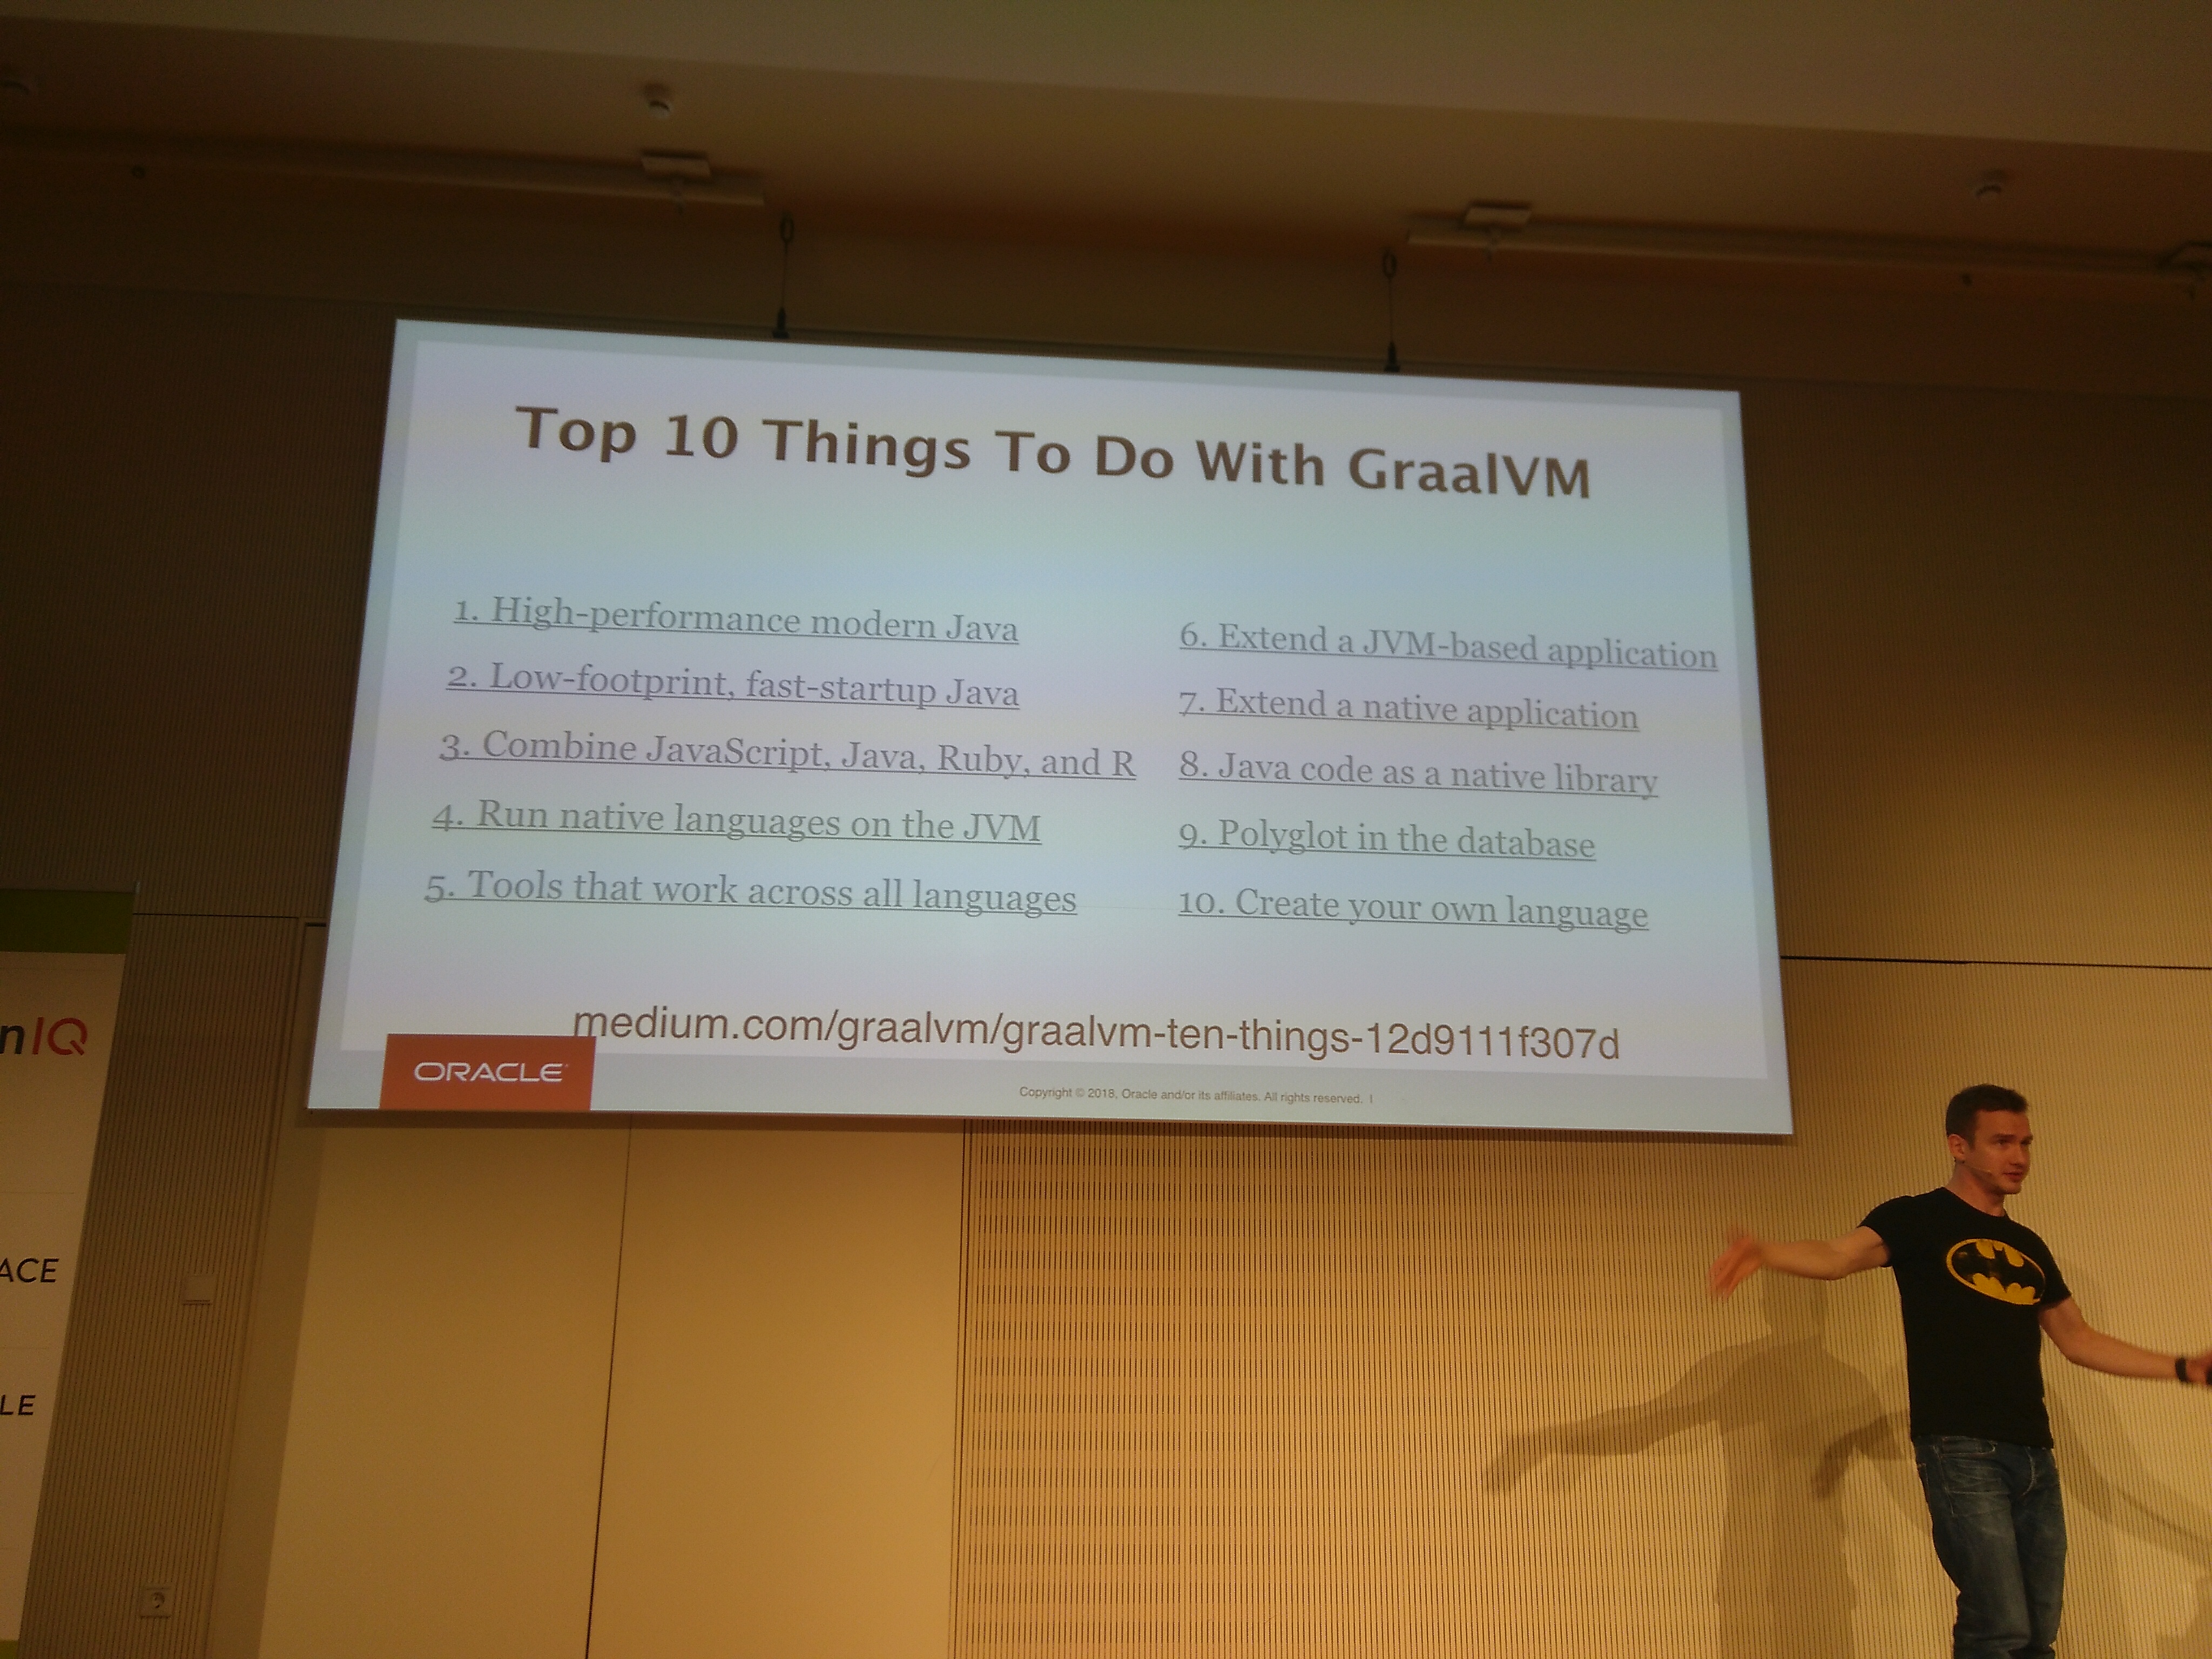 Top 10 Things To Do With GraalVM
1. High-performance modern Java
2. Low-footprint, fast-startup Java
3. Combine JavaScript, Java, Ruby, and R
4. Run native languages on the JVM
5. Tools that work across all languages
6. Extend a JVM-based application
7. Extend a native application
8. Java code as a native library
9. Polyglot in the database
10. Create your own language
medium.com/graalvm/graalvm-ten-things-12d9111f307d
ORACLE
Copyright © 2018, Oracle and/or its affiliates. All rights reserved. |
nIQ
ACE
LE